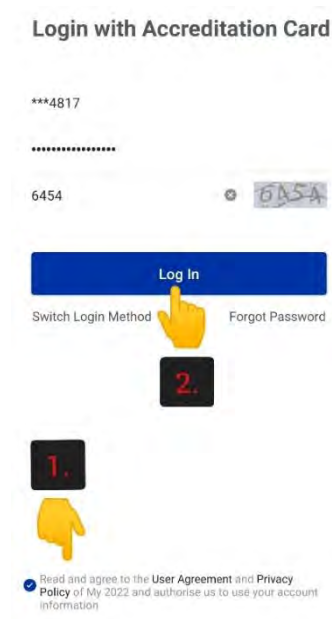 Login with Accreditation Card
***4817
•••••••••••••••••
6454 6454
Log In
Switch Login Method Forgot Password
2.
1.
Read and agree to the User Agreement and Privacy
Policy of My 2022 and authorise us to use your account
information